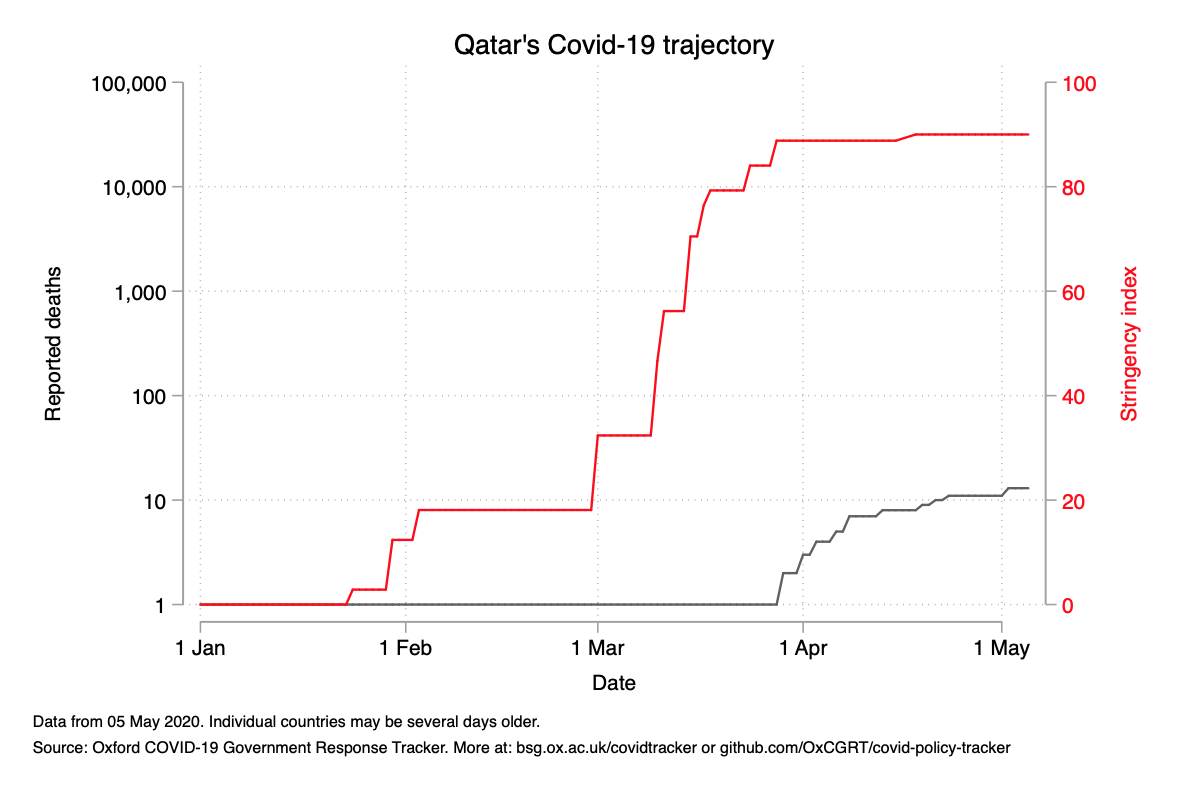 Qatar's Covid-19 trajectory
100,000
10,000
1,000
100
10
1
Reported deaths
100
80
60
40
20
0
Stringency index
1 Jan
1 Feb
1 Mar
1 Apr
1 May
Date
Data from 05 May 2020. Individual countries may be several days older.
Source: Oxford COVID-19 Government Response Tracker. More at: bsg.ox.ac.uk/covidtracker or github.com/OxCGRT/covid-policy-tracker